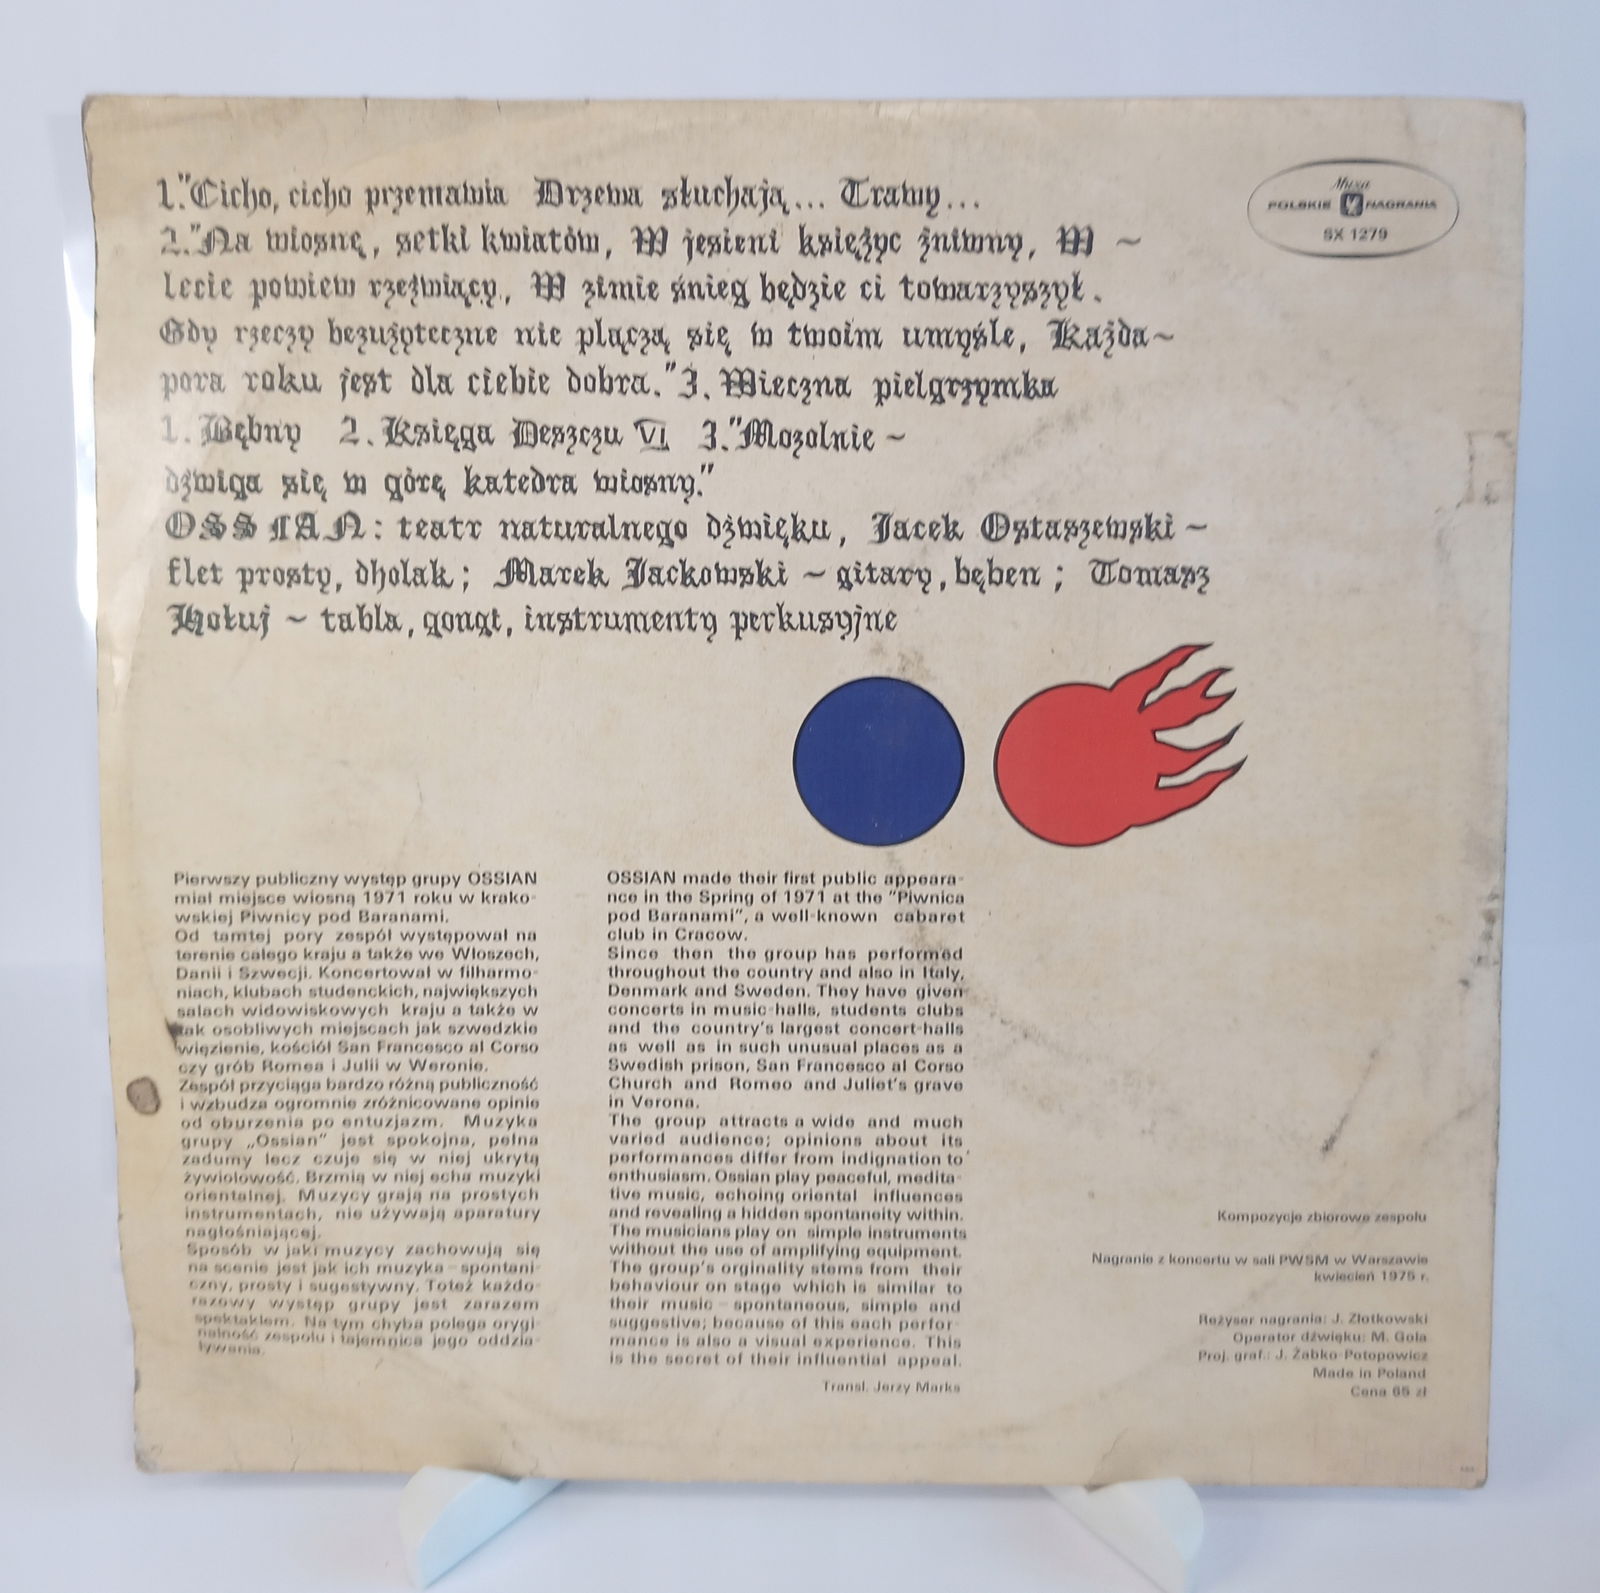 1."Cicho, cicho przemawia Drzewa słuchają... Trawy...
2."Na wiosnę, setki kwiatów, W jesieni księżyc żniwny, W ~
lecie powiew rzeźwiący, W zimie śnieg będzie ci towarzyszył.
Gdy rzeczy bezużyteczne nie plączą się w twoim umyśle, Każda~
pora roku jest dla ciebie dobra." 3. Wieczna pielgrzymka
1. Bębny 2. Księga Deszczu VI 3."Mozolnie ~
dźwiga się w górę katedra wiosny."
OSSIAN: teatr naturalnego dźwięku, Jacek Ostaszewski ~
flet prosty, dholak; Marek Jackowski ~ gitary, bęben; Tomasz
Hołuj ~ tabla, gongi, instrumenty perkusyjne
Muza
POLSKIE NAGRANIA
SX 1279
Pierwszy publiczny występ grupy OSSIAN
miał miejsce wiosną 1971 roku w krako-
wskiej Piwnicy pod Baranami.
Od tamtej pory zespół występował na
terenie całego kraju a także we Włoszech,
Danii i Szwecji. Koncertował w filharmo-
niach, klubach studenckich, największych
salach widowiskowych kraju a także w
tak osobliwych miejscach jak szwedzkie
więzienie, kościół San Francesco al Corso
czy grób Romea i Julii w Weronie.
Zespół przyciąga bardzo różną publiczność
i wzbudza ogromnie zróżnicowane opinie
od oburzenia po entuzjazm. Muzyka
grupy „Ossian" jest spokojna, pełna
zadumy lecz czuje się w niej ukrytą
żywiołowość. Brzmią w niej echa muzyki
orientalnej. Muzycy grają na prostych
instrumentach, nie używają aparatury
nagłośniającej.
Sposób w jaki muzycy zachowują się
na scenie jest jak ich muzyka – spontani-
czny, prosty i sugestywny. Toteż każdo-
razowy występ grupy jest zarazem
spektaklem. Na tym chyba polega orygi-
nalność zespołu i tajemnica jego oddzia-
ływania.
OSSIAN made their first public appeara-
nce in the Spring of 1971 at the "Piwnica
pod Baranami", a well-known cabaret
club in Cracow.
Since then the group has performed
throughout the country and also in Italy,
Denmark and Sweden. They have given
concerts in music-halls, students clubs
and the country's largest concert-halls
as well as in such unusual places as a
Swedish prison, San Francesco al Corso
Church and Romeo and Juliet's grave
in Verona.
The group attracts a wide and much
varied audience; opinions about its
performances differ from indignation to
enthusiasm. Ossian play peaceful, medita-
tive music, echoing oriental influences
and revealing a hidden spontaneity within.
The musicians play on simple instruments
without the use of amplifying equipment.
The group's orginality stems from their
behaviour on stage which is similar to
their music – spontaneous, simple and
suggestive; because of this each perfor-
mance is also a visual experience. This
is the secret of their influential appeal.
Transl. Jerzy Marks
Kompozycje zbiorowe zespołu
Nagranie z koncertu w sali PWSM w Warszawie
kwiecień 1975 r.
Reżyser nagrania: J. Złotkowski
Operator dźwięku: M. Gola
Proj. graf.: J. Żabko-Potopowicz
Made in Poland
Cena 65 zł